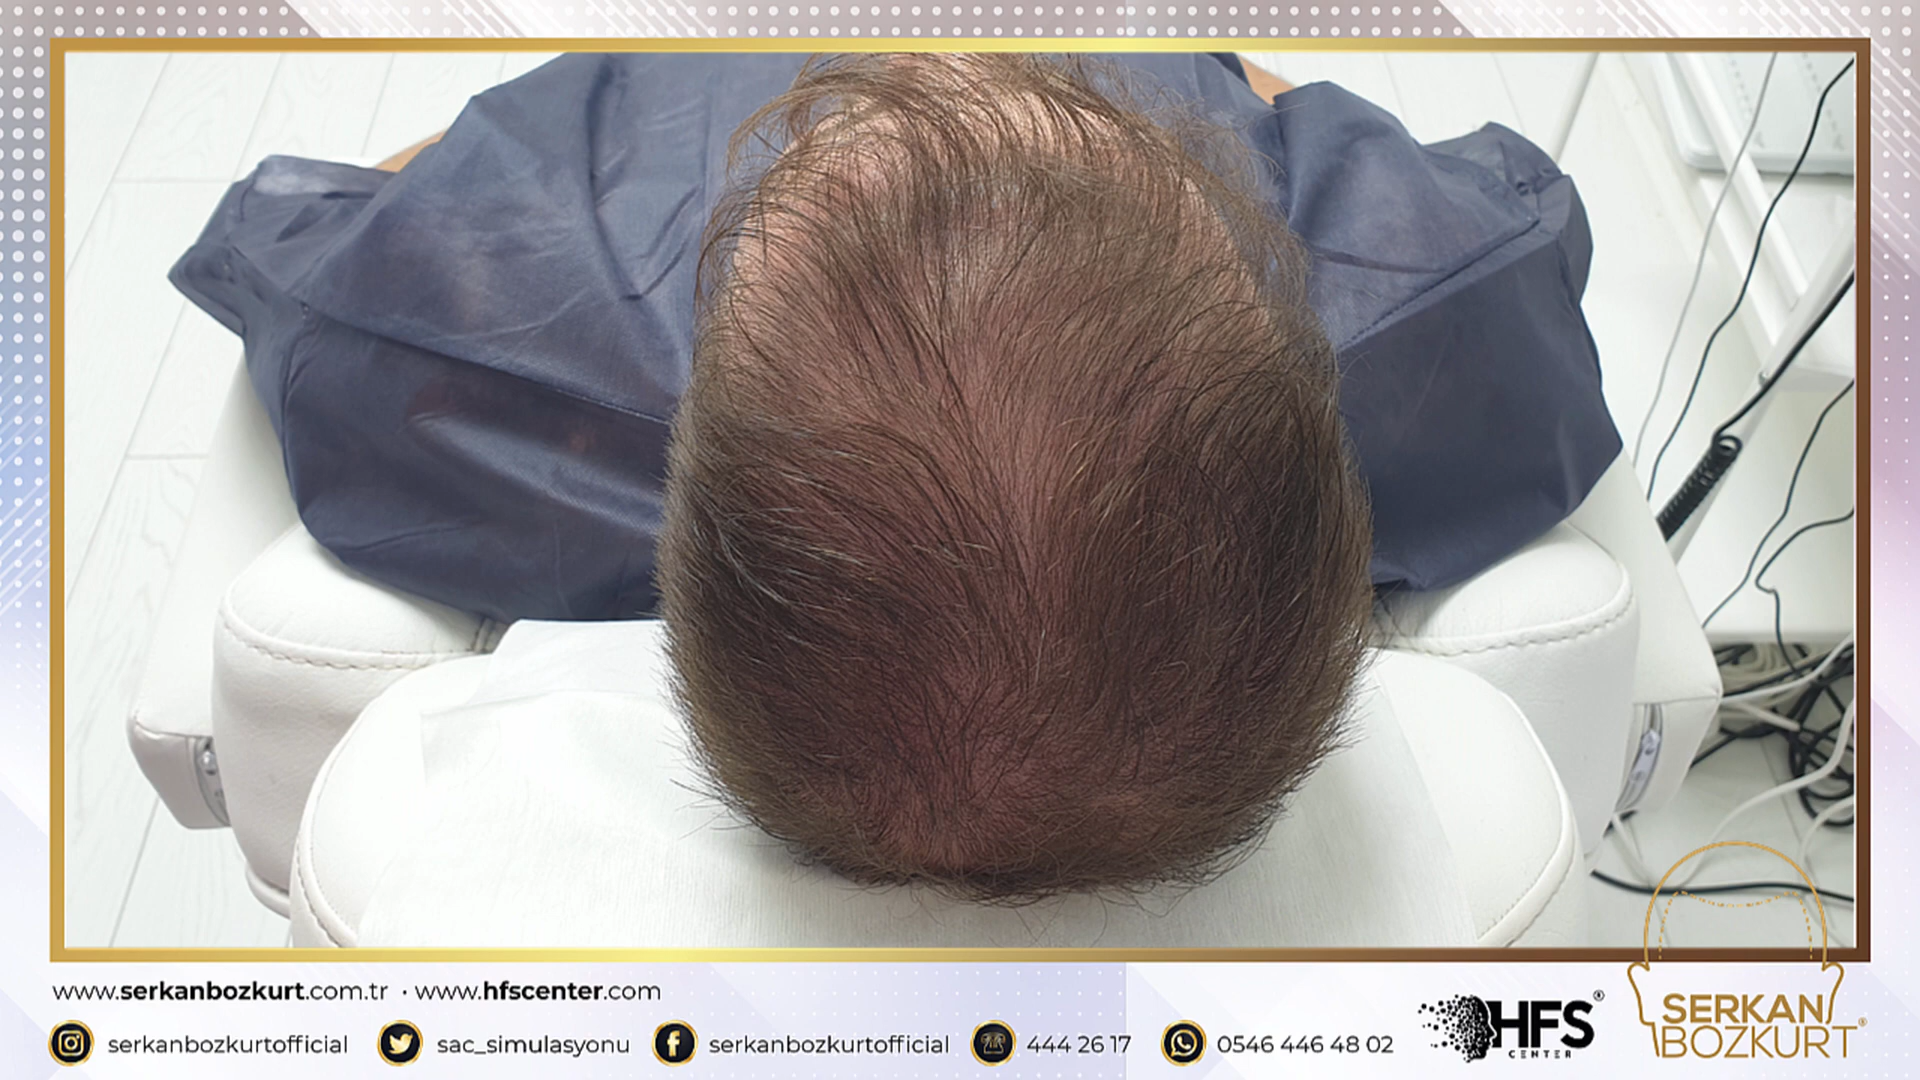 www.serkanbozkurt.com.tr · www.hfscenter.com
serkanbozkurtofficial
sac_simulasyonu
serkanbozkurtofficial
444 26 17
0546 446 48 02
HFS®
CENTER
SERKAN
BOZKURT®